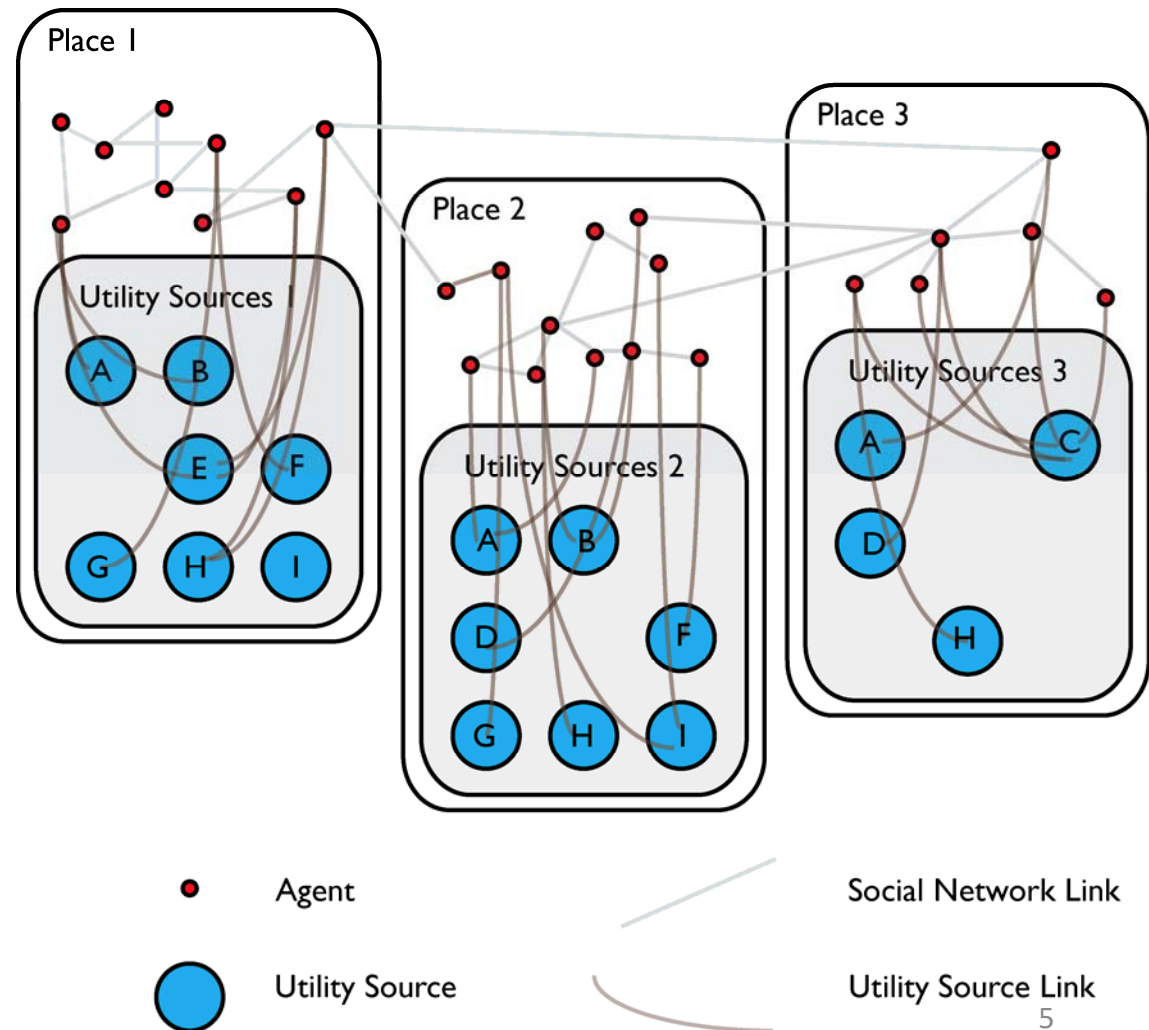 Place 1
Utility Sources 1
A B
E F
G H I
Place 2
Utility Sources 2
A B
D F
G H I
Place 3
Utility Sources 3
A C
D
H
Agent
Social Network Link
Utility Source
Utility Source Link
5